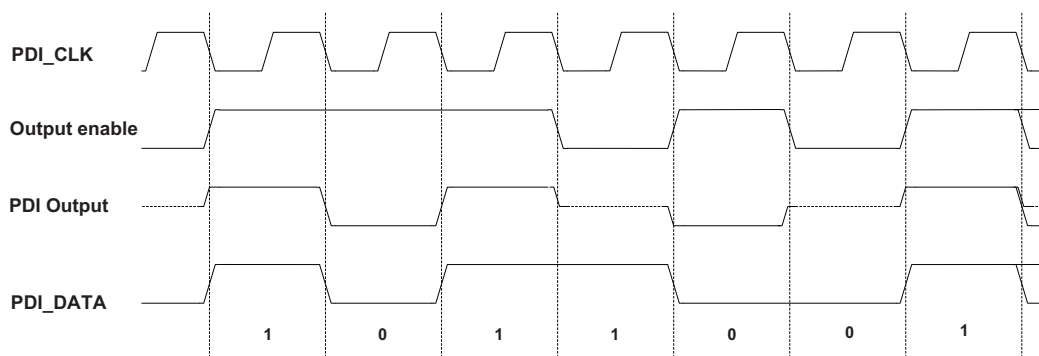 PDI_CLK
Output enable
PDI Output
PDI_DATA
1 0 1 1 0 0 1